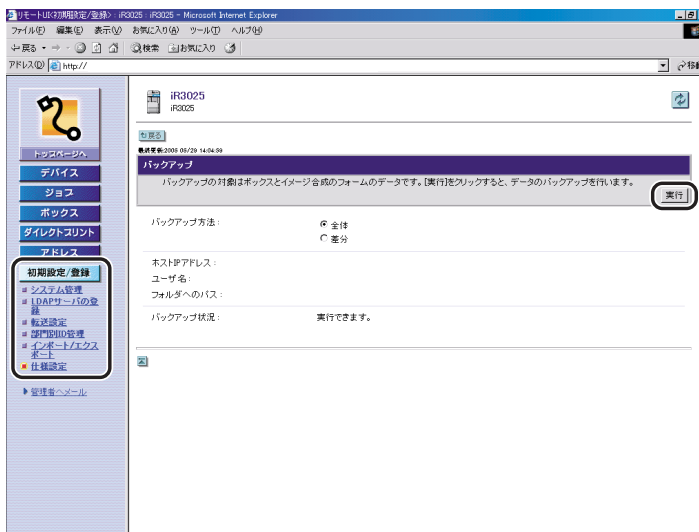 リモートUI<初期設定/登録> : iR3025 : iR3025 - Microsoft Internet Explorer
ファイル(F) 編集(E) 表示(V) お気に入り(A) ツール(T) ヘルプ(H)
戻る 検索 お気に入り
アドレス(D) http:// 移動
iR3025
iR3025
戻る
最終更新:2006 06/29 14:04:59
トップページへ
デバイス
ジョブ
ボックス
ダイレクトプリント
アドレス
初期設定/登録
システム管理
LDAPサーバの登
録
転送設定
部門別ID管理
インポート/エクス
ポート
仕様設定
管理者へメール
バックアップ
バックアップの対象はボックスとイメージ合成のフォームのデータです。[実行]をクリックすると、データのバックアップを行います。
実行
バックアップ方法 :
全体
差分
ホストIPアドレス :
ユーザ名 :
フォルダへのパス :
バックアップ状況 : 実行できます。